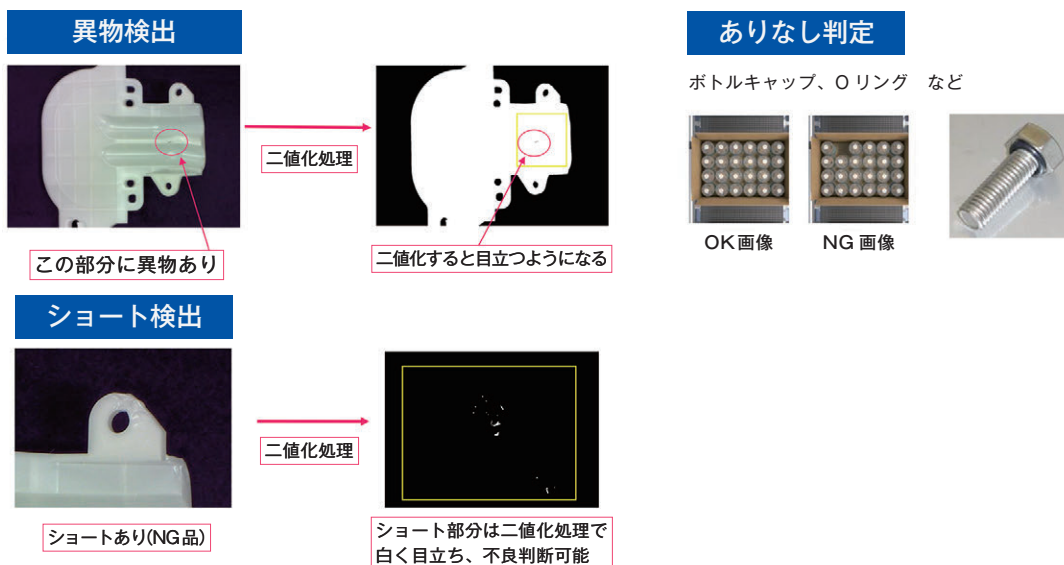 異物検出
二値化処理
この部分に異物あり
二値化すると目立つようになる
ありなし判定
ボトルキャップ、Oリング　など
OK画像
NG画像
ショート検出
二値化処理
ショートあり(NG品)
ショート部分は二値化処理で
白く目立ち、不良判断可能